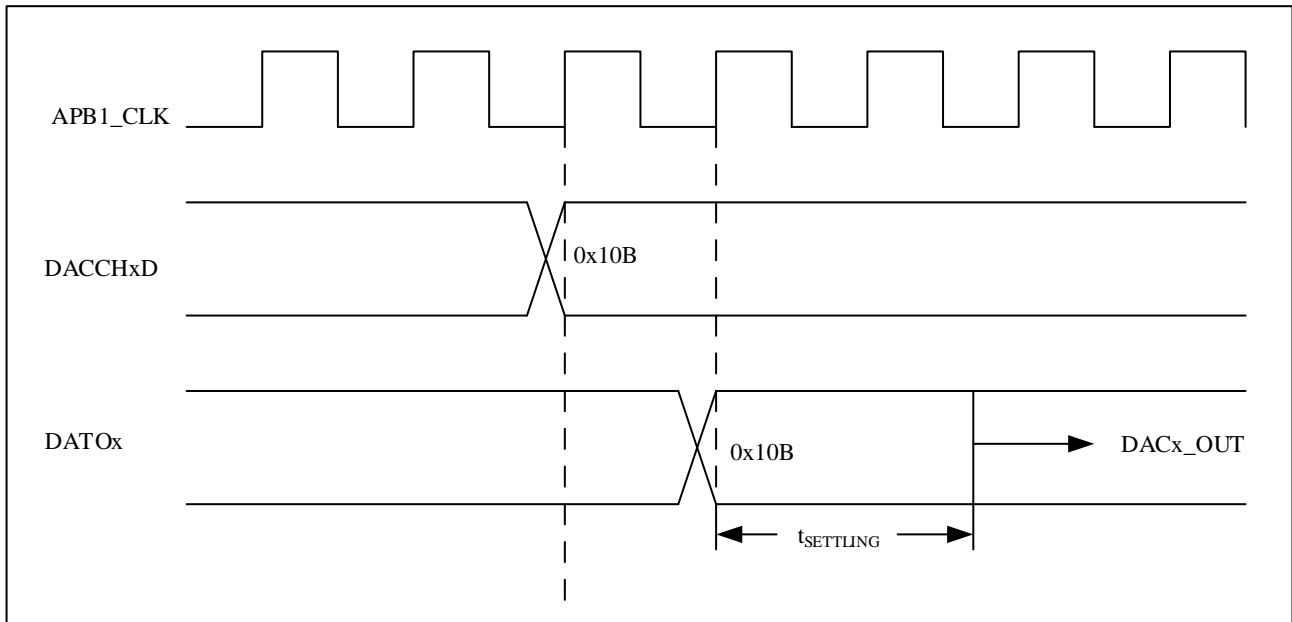 APB1_CLK
DACCHxD
0x10B
DATOx
0x10B
DACx_OUT
tSETTLING